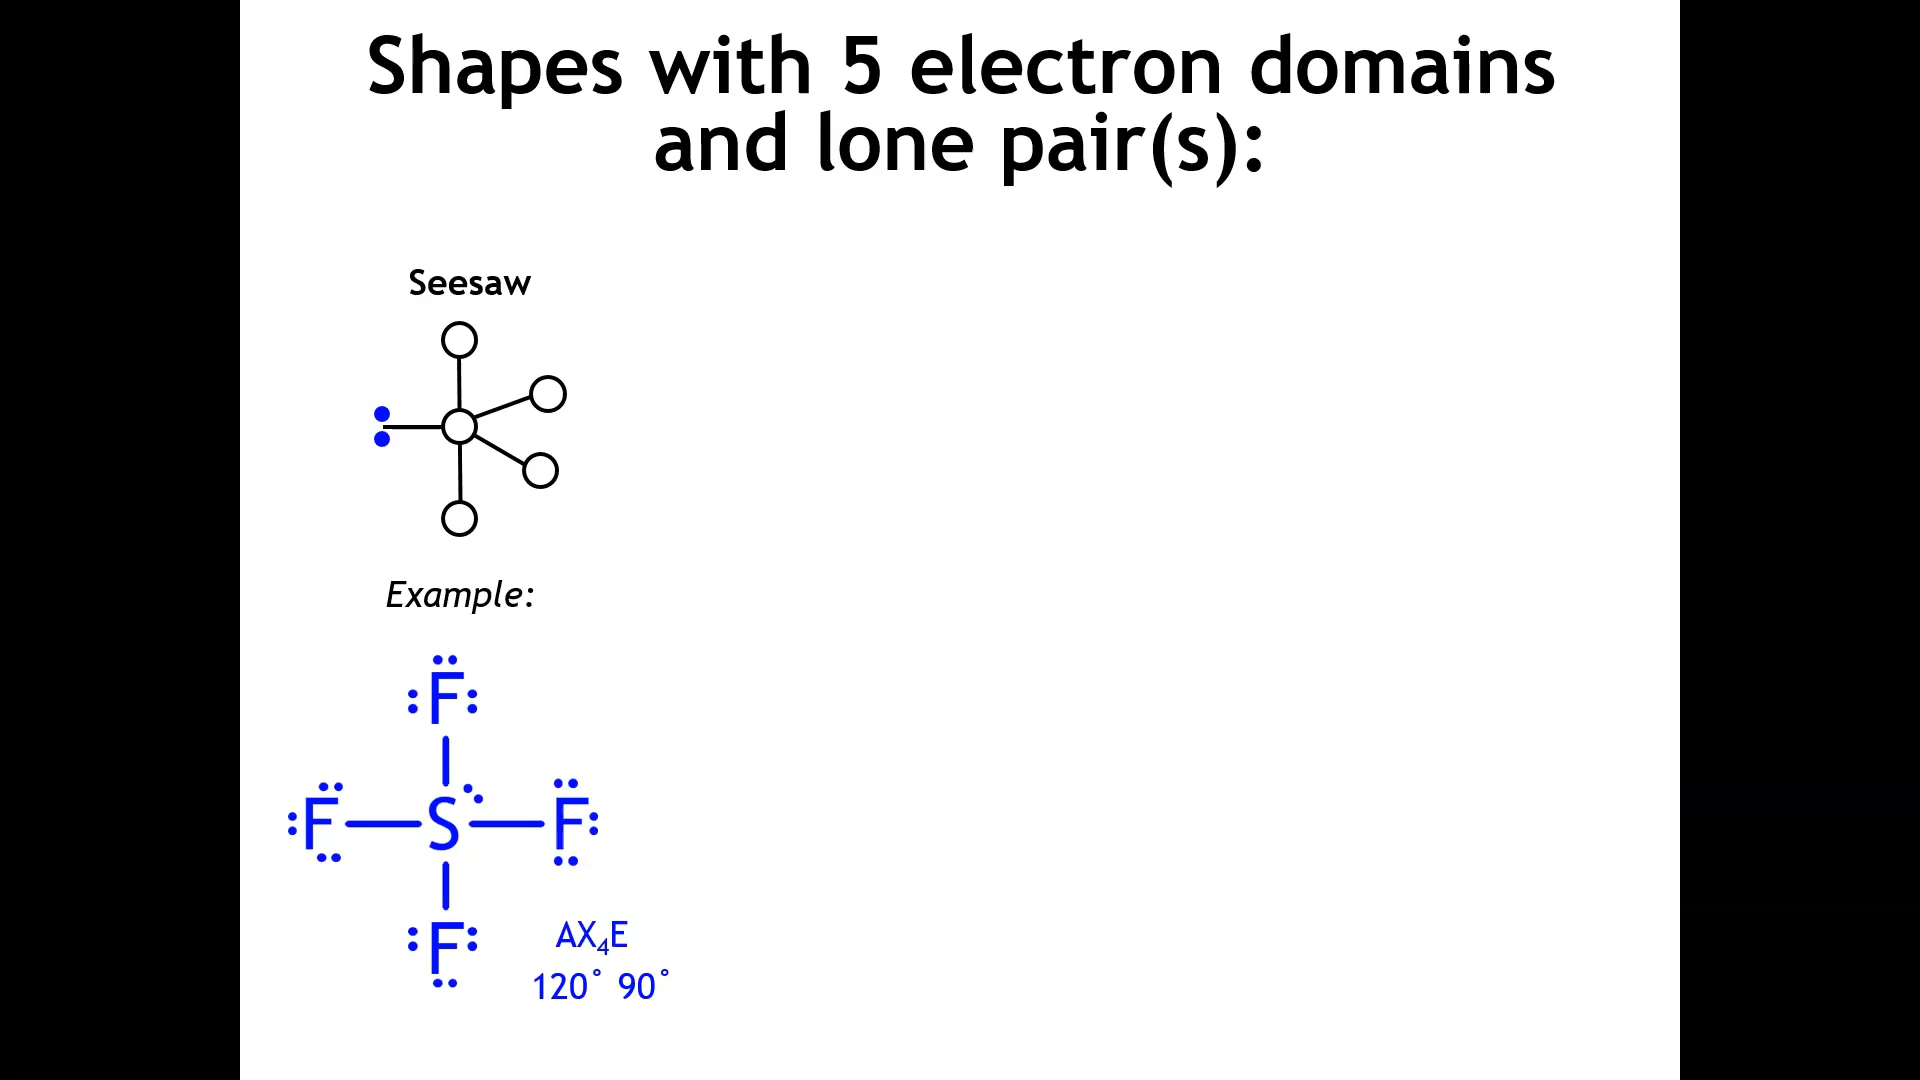 Shapes with 5 electron domains
and lone pair(s):
Seesaw
Example:
F
F S F
F
AX₄E
120° 90°